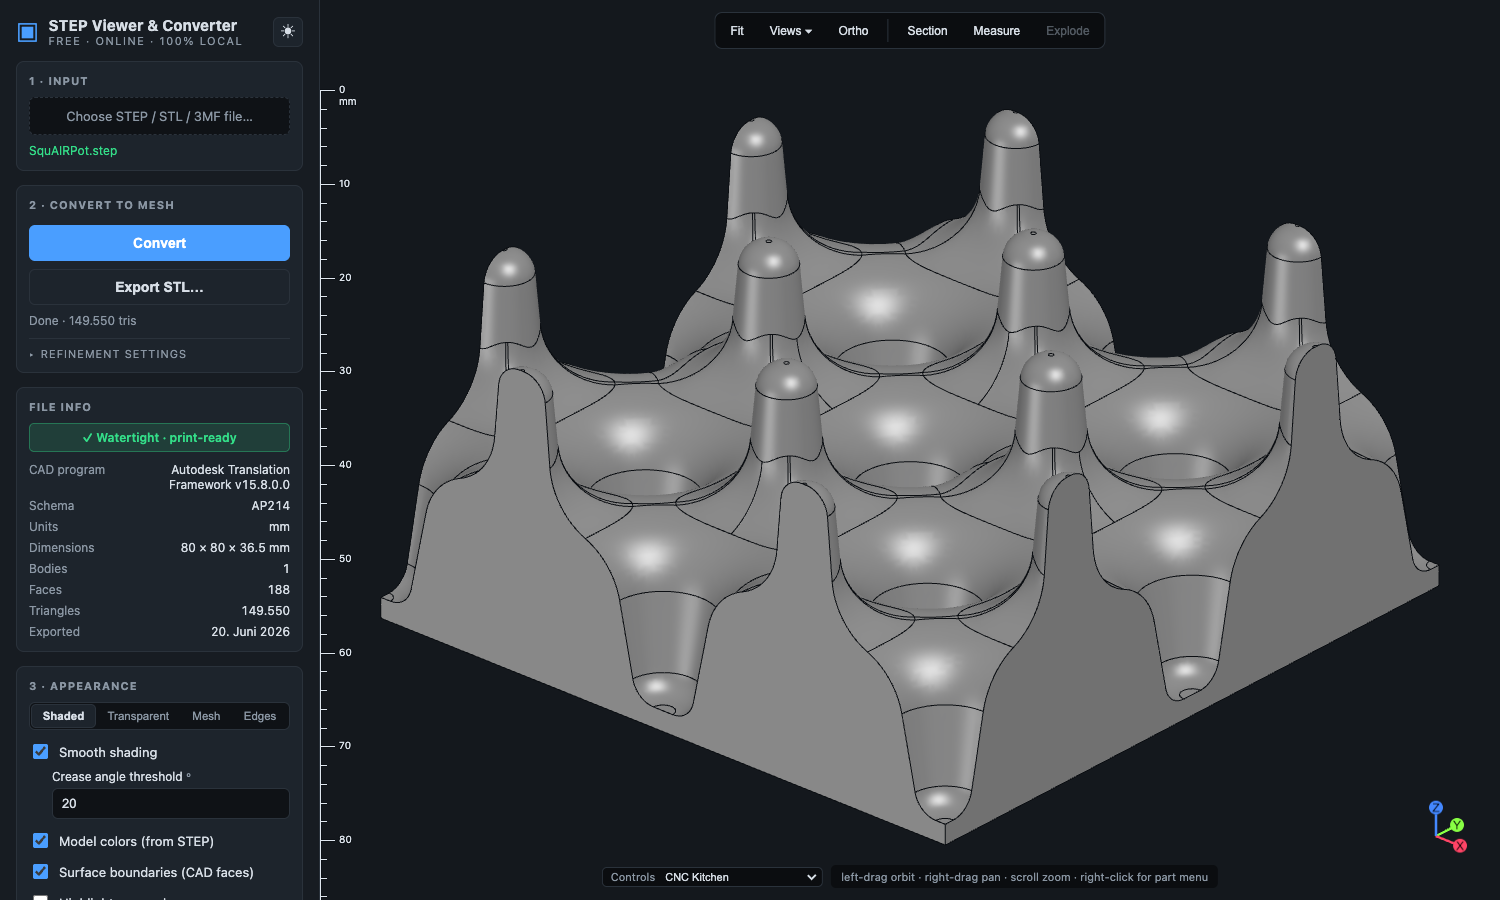 STEP Viewer & Converter
FREE · ONLINE · 100% LOCAL
1 · INPUT
Choose STEP / STL / 3MF file...
SquAIRPot.step
2 · CONVERT TO MESH
Convert
Export STL...
Done · 149.550 tris
REFINEMENT SETTINGS
FILE INFO
✓ Watertight · print-ready
CAD program Autodesk Translation
Framework v15.8.0.0
Schema AP214
Units mm
Dimensions 80 × 80 × 36.5 mm
Bodies 1
Faces 188
Triangles 149.550
Exported 20. Juni 2026
3 · APPEARANCE
Shaded Transparent Mesh Edges
Smooth shading
Crease angle threshold °
20
Model colors (from STEP)
Surface boundaries (CAD faces)
Fit Views Ortho Section Measure Explode
0
mm
10
20
30
40
50
60
70
80
Z
Y
X
Controls CNC Kitchen
left-drag orbit · right-drag pan · scroll zoom · right-click for part menu